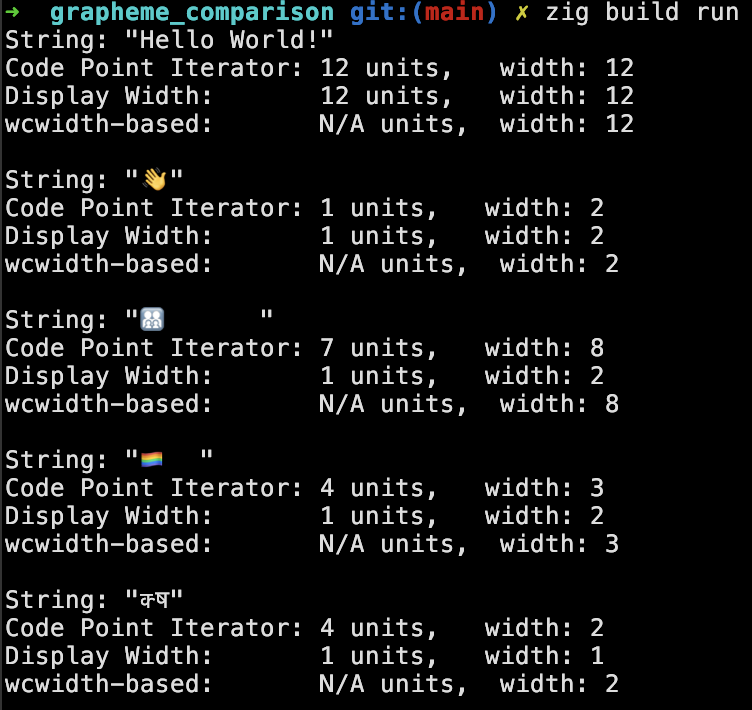 ➜  grapheme_comparison git:(main) ✗ zig build run
String: "Hello World!"
Code Point Iterator: 12 units,   width: 12
Display Width:       12 units,   width: 12
wcwidth-based:       N/A units,  width: 12
String: "👋"
Code Point Iterator: 1 units,   width: 2
Display Width:       1 units,   width: 2
wcwidth-based:       N/A units,  width: 2
String: "👨‍👩‍👧‍👦      "
Code Point Iterator: 7 units,   width: 8
Display Width:       1 units,   width: 2
wcwidth-based:       N/A units,  width: 8
String: "🏳️‍🌈  "
Code Point Iterator: 4 units,   width: 3
Display Width:       1 units,   width: 2
wcwidth-based:       N/A units,  width: 3
String: "क्‍ष"
Code Point Iterator: 4 units,   width: 2
Display Width:       1 units,   width: 1
wcwidth-based:       N/A units,  width: 2